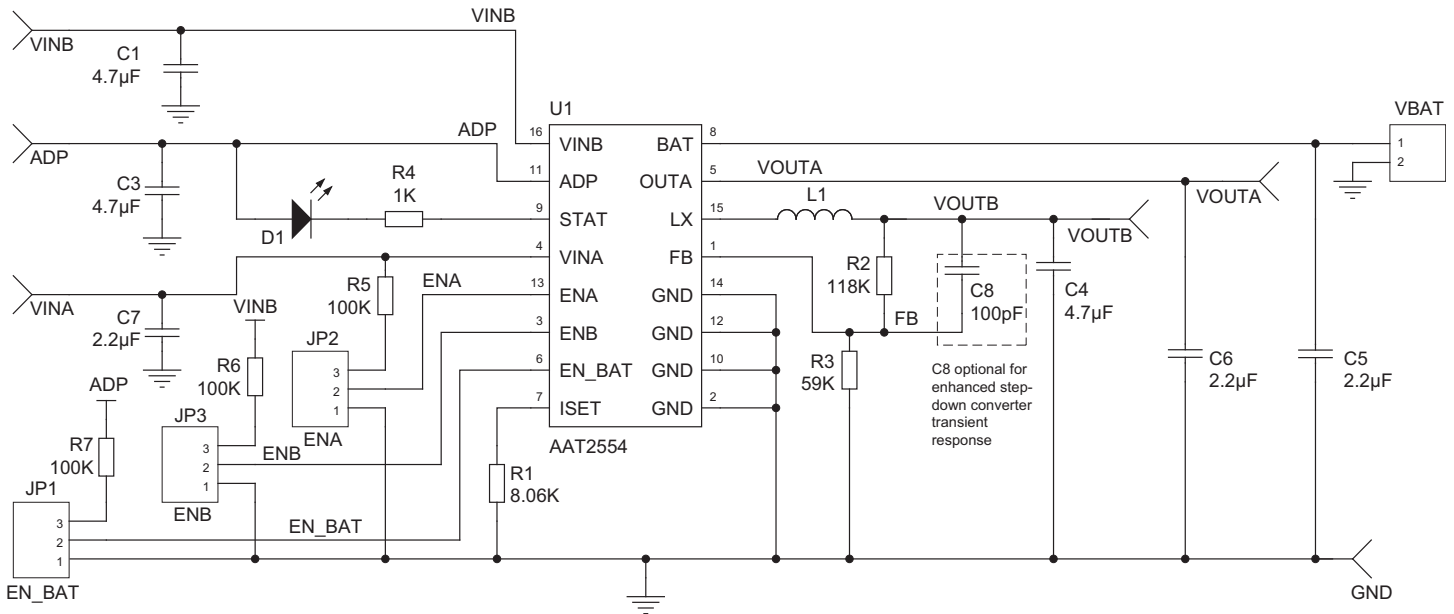 VINB
VINB
C1
4.7µF
ADP
ADP
C3
4.7µF
D1
R4
1K
VINA
C7
2.2µF
VINB
R5
100K
ENA
JP2
3
2
1
ENA
R6
100K
JP3
3
2
1
ENB
ENB
ADP
R7
100K
JP1
3
2
1
EN_BAT
EN_BAT
R1
8.06K
U1
16 VINB
11 ADP
9 STAT
4 VINA
13 ENA
3 ENB
6 EN_BAT
7 ISET
BAT 8
OUTA 5
LX 15
FB 1
GND 14
GND 12
GND 10
GND 2
AAT2554
VOUTA
L1
VOUTB
R2
118K
FB
R3
59K
C8
100pF
C8 optional for
enhanced step-
down converter
transient
response
VOUTB
C4
4.7µF
VOUTA
C6
2.2µF
C5
2.2µF
VBAT
1
2
GND